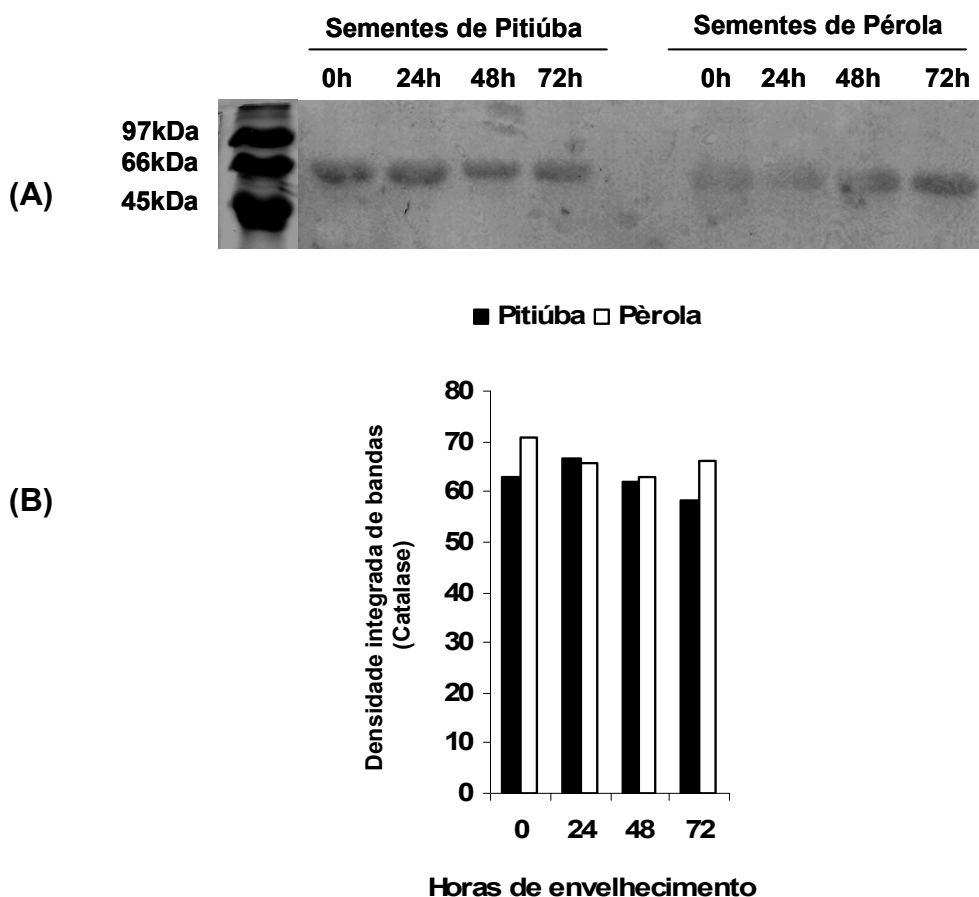 Sementes de Pitiúba Sementes de Pérola
0h 24h 48h 72h 0h 24h 48h 72h
97kDa
66kDa
(A)
45kDa
■ Pitiúba □ Pèrola
(B)
Densidade integrada de bandas
(Catalase)
80
70
60
50
40
30
20
10
0
0 24 48 72
Horas de envelhecimento